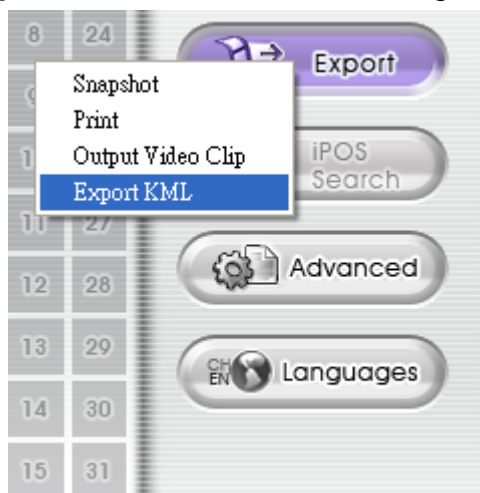 8 24
Export
Snapshot
Print
Output Video Clip
Export KML
iPOS
Search
11 27
Advanced
12 28
CH
EN
Languages
13 29
14 30
15 31